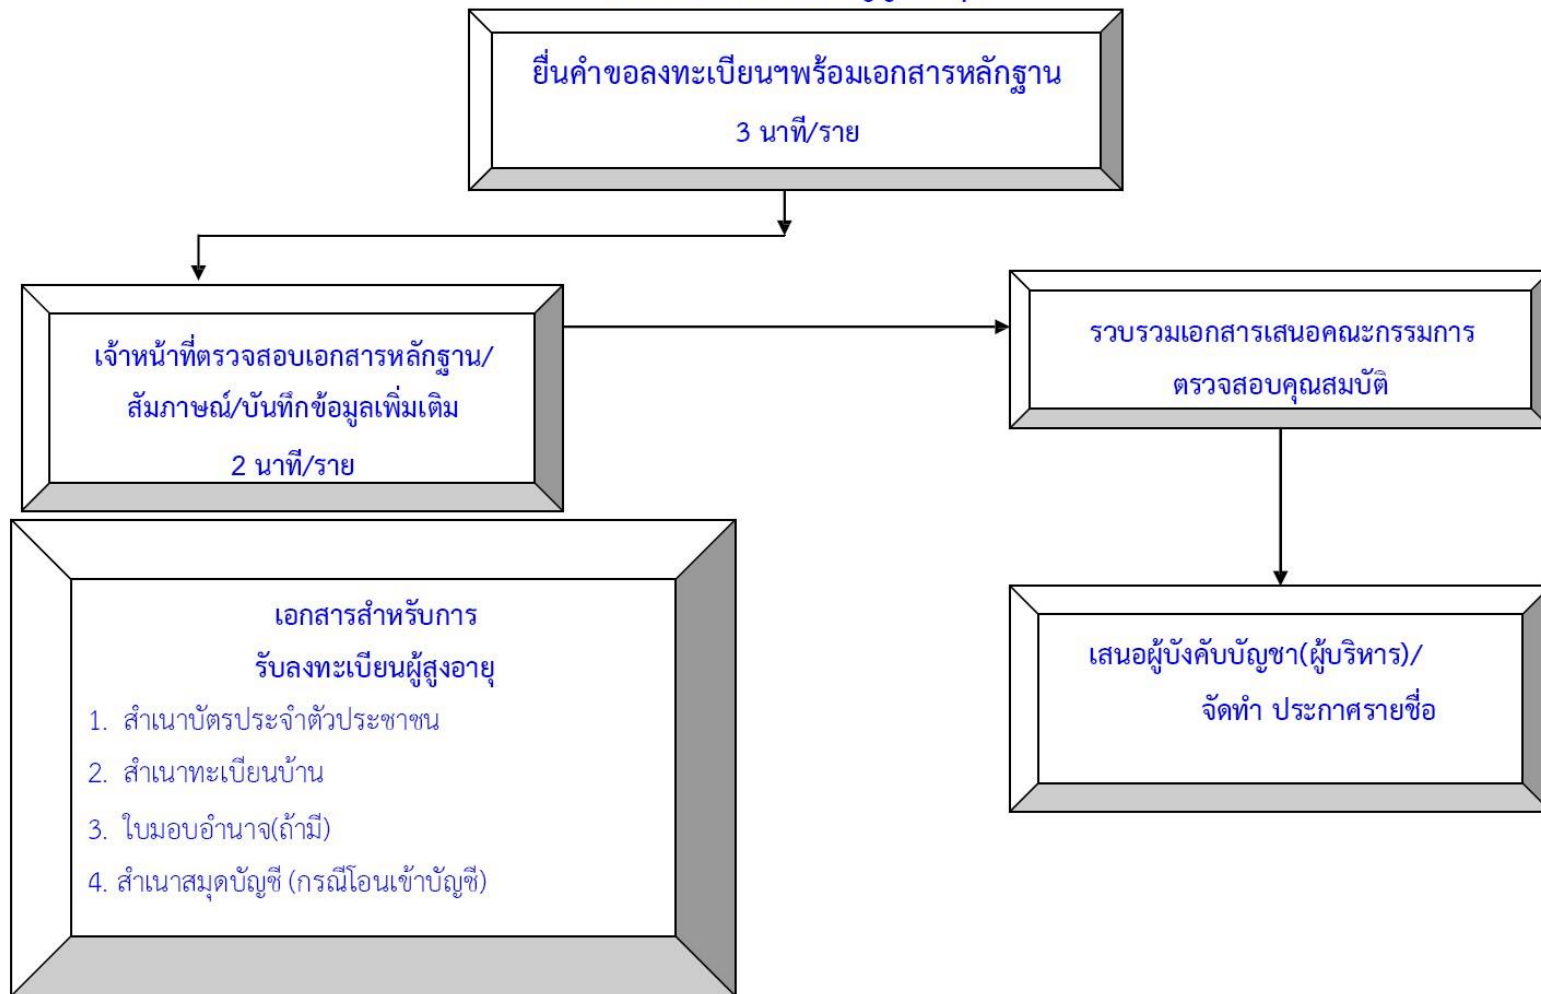 ยื่นคำขอลงทะเบียนฯพร้อมเอกสารหลักฐาน
3 นาที/ราย
เจ้าหน้าที่ตรวจสอบเอกสารหลักฐาน/
สัมภาษณ์/บันทึกข้อมูลเพิ่มเติม
2 นาที/ราย
รวบรวมเอกสารเสนอคณะกรรมการ
ตรวจสอบคุณสมบัติ
เอกสารสำหรับการ
รับลงทะเบียนผู้สูงอายุ
1. สำเนาบัตรประจำตัวประชาชน
2. สำเนาทะเบียนบ้าน
3. ใบมอบอำนาจ(ถ้ามี)
4. สำเนาสมุดบัญชี (กรณีโอนเข้าบัญชี)
เสนอผู้บังคับบัญชา(ผู้บริหาร)/
จัดทำ ประกาศรายชื่อ